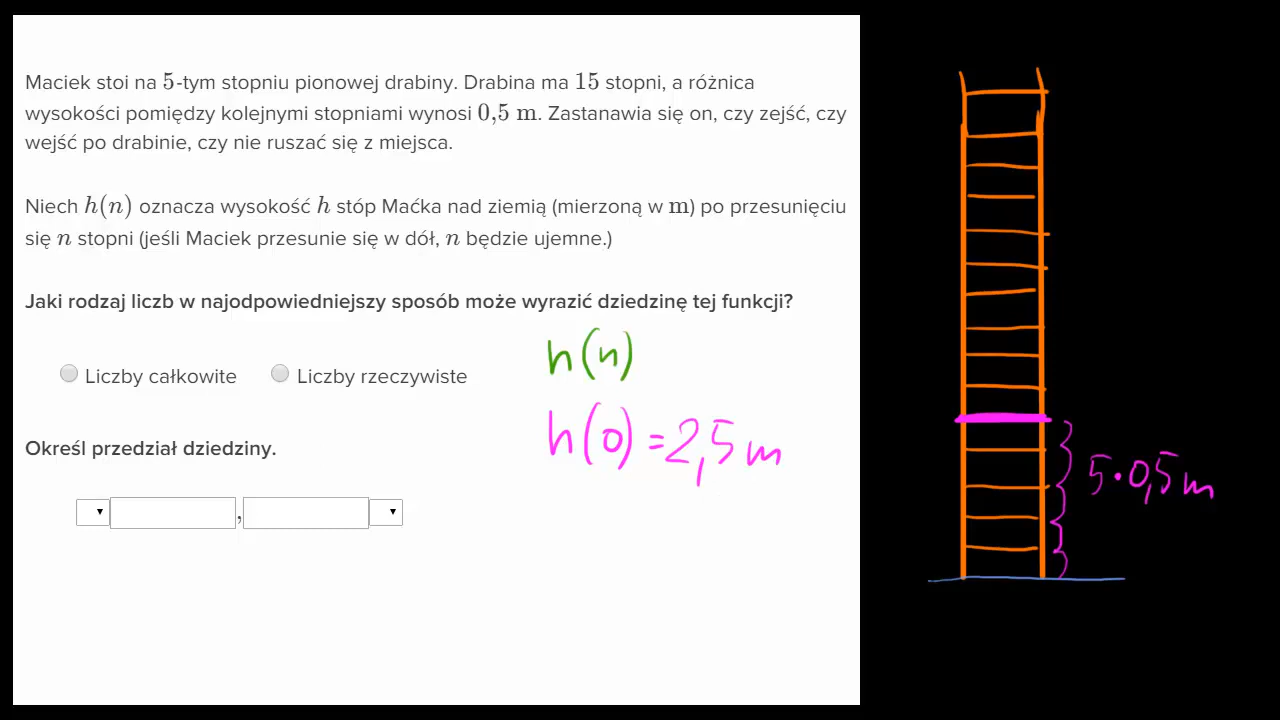 Maciek stoi na 5-tym stopniu pionowej drabiny. Drabina ma 15 stopni, a różnica
wysokości pomiędzy kolejnymi stopniami wynosi 0,5 m. Zastanawia się on, czy zejść, czy
wejść po drabinie, czy nie ruszać się z miejsca.
Niech h(n) oznacza wysokość h stóp Maćka nad ziemią (mierzoną w m) po przesunięciu
się n stopni (jeśli Maciek przesunie się w dół, n będzie ujemne.)
Jaki rodzaj liczb w najodpowiedniejszy sposób może wyrazić dziedzinę tej funkcji?
h(n)
Liczby całkowite Liczby rzeczywiste
h(0)=2,5 m
Określ przedział dziedziny.
5·0,5 m
,